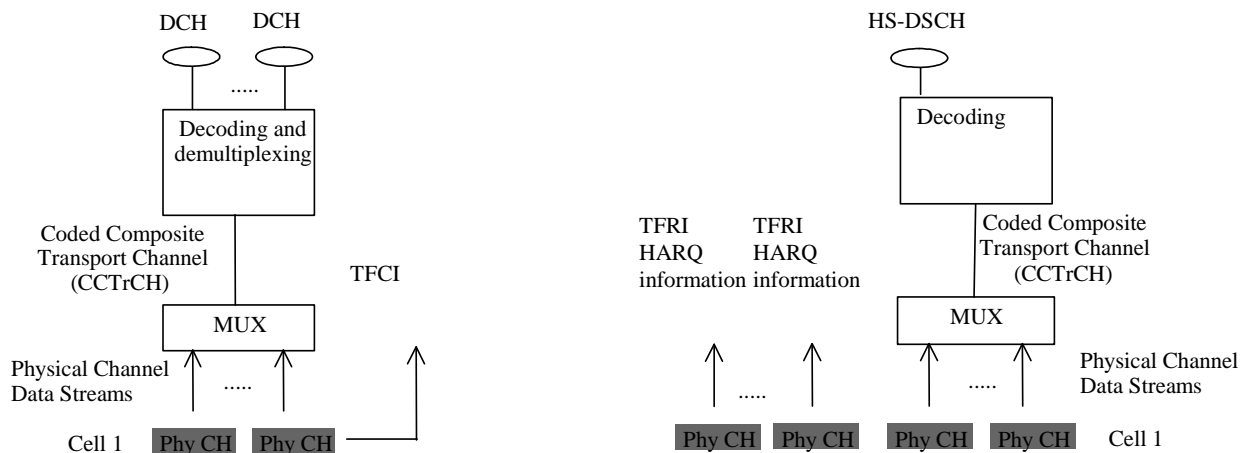 DCH DCH
.....
Decoding and
demultiplexing
Coded Composite
Transport Channel
(CCTrCH)
TFCI
MUX
Physical Channel
Data Streams
.....
Cell 1 Phy CH Phy CH
HS-DSCH
Decoding
TFRI
HARQ
information
TFRI
HARQ
information
Coded Composite
Transport Channel
(CCTrCH)
MUX
Physical Channel
Data Streams
.....
.....
Phy CH Phy CH Phy CH Phy CH Cell 1